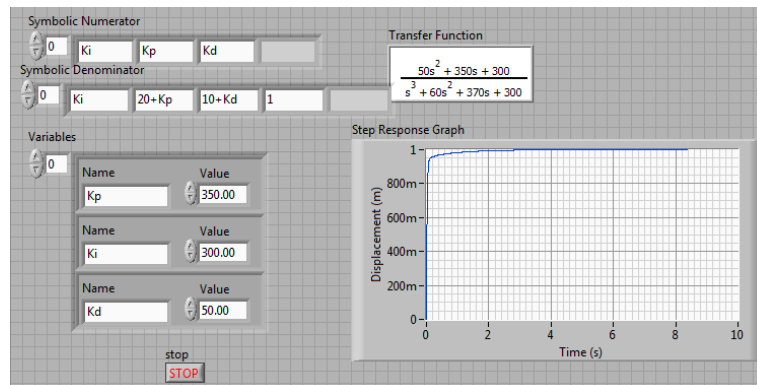 Symbolic Numerator
0 Ki Kp Kd
Symbolic Denominator
0 Ki 20+Kp 10+Kd 1
Transfer Function
50s² + 350s + 300
s³ + 60s² + 370s + 300
Variables
0
Name Value
Kp 350.00
Name Value
Ki 300.00
Name Value
Kd 50.00
stop
STOP
Step Response Graph
Displacement (m)
1
800m
600m
400m
200m
0
0 2 4 6 8 10
Time (s)